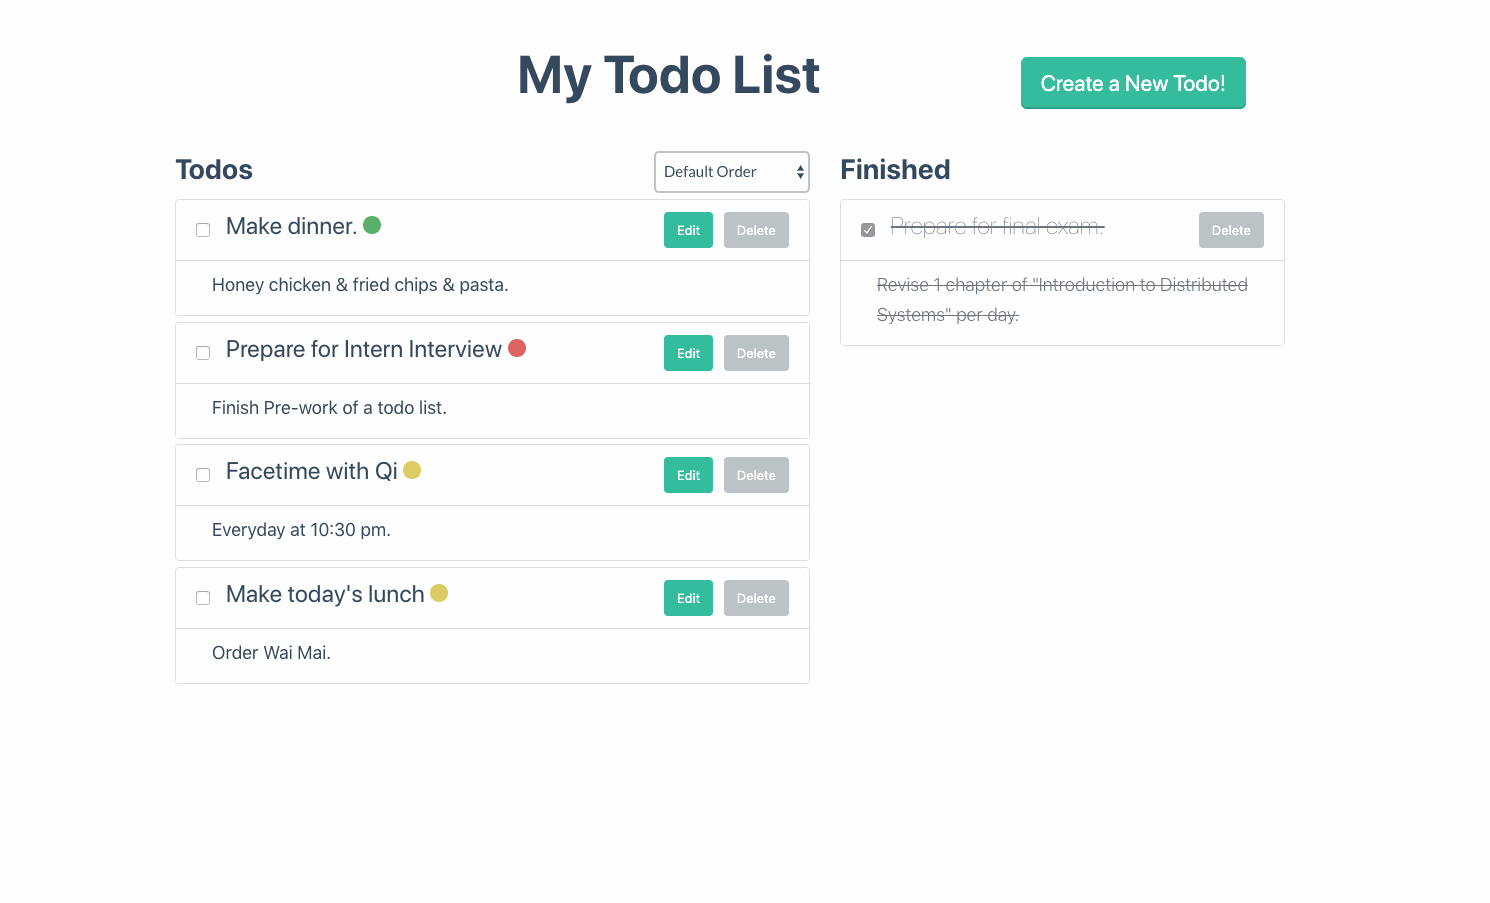 My Todo List
Create a New Todo!
Todos
Default Order
Make dinner.
Edit
Delete
Honey chicken & fried chips & pasta.
Prepare for Intern Interview
Edit
Delete
Finish Pre-work of a todo list.
Facetime with Qi
Edit
Delete
Everyday at 10:30 pm.
Make today's lunch
Edit
Delete
Order Wai Mai.
Finished
Prepare for final exam.
Delete
Revise 1 chapter of "Introduction to Distributed
Systems" per day.